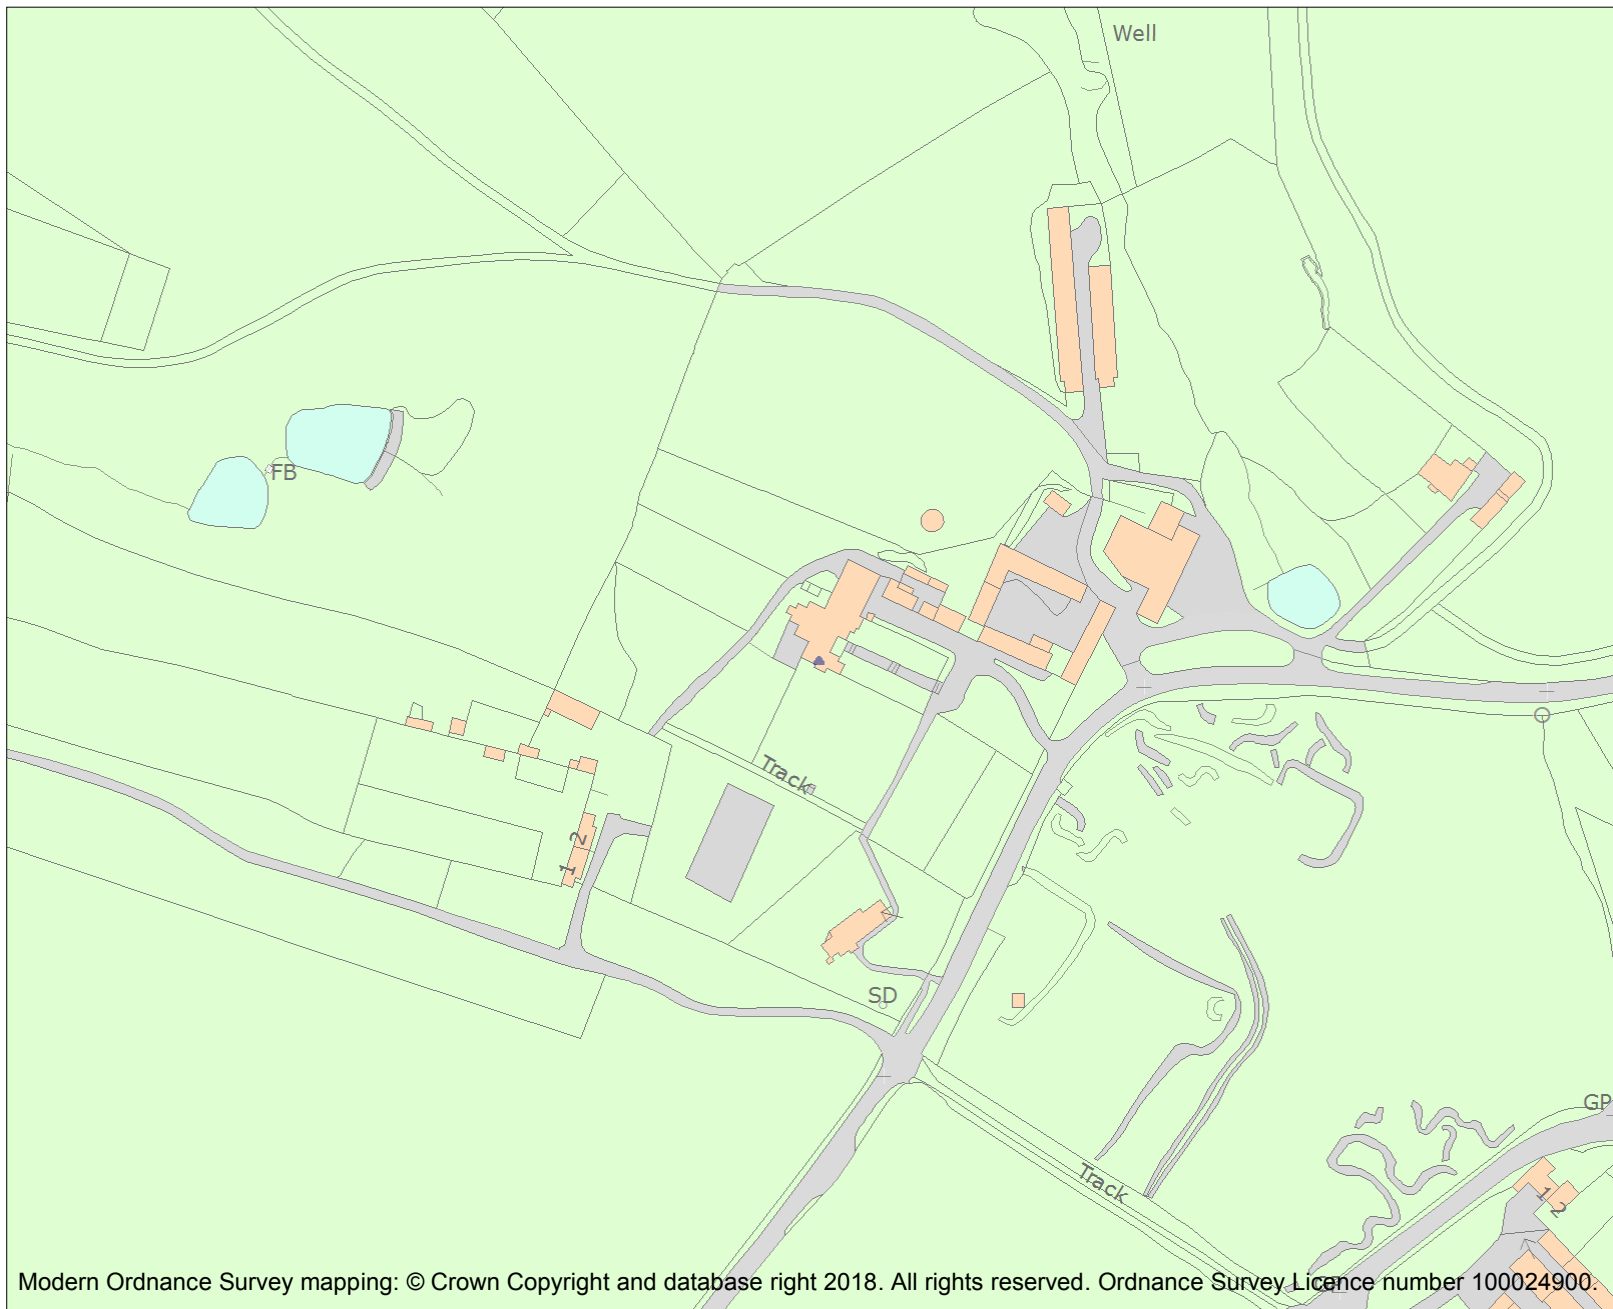 Well
FB
Track
2
1
SD
GP
Track
1
2
Modern Ordnance Survey mapping: © Crown Copyright and database right 2018. All rights reserved. Ordnance Survey Licence number 100024900.